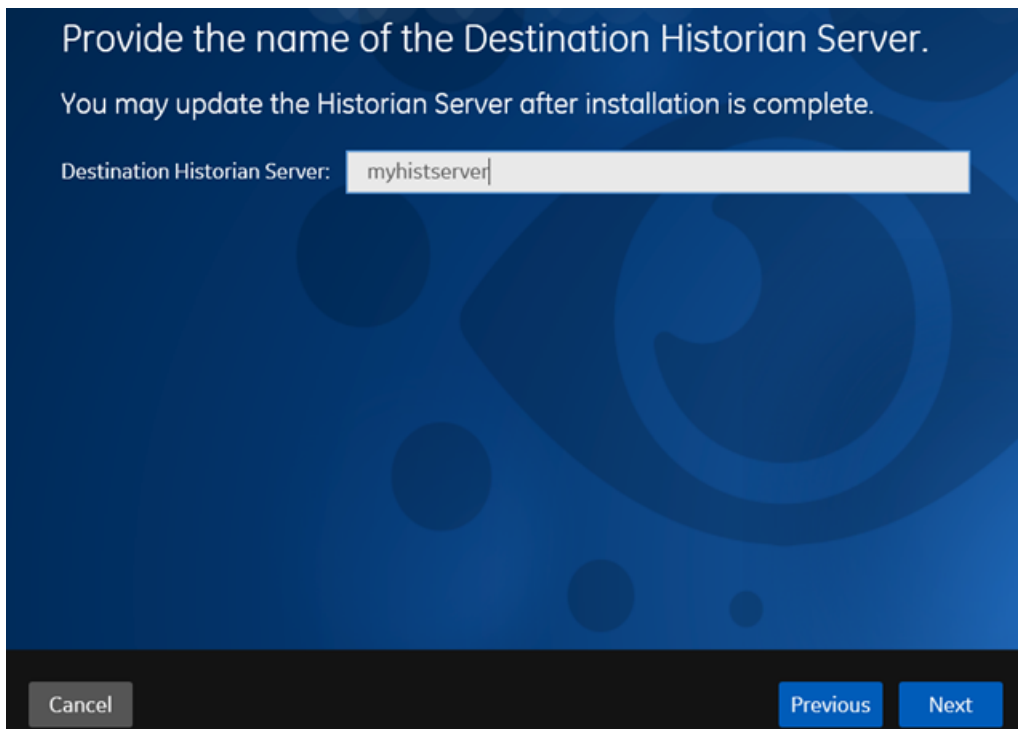 Provide the name of the Destination Historian Server.
You may update the Historian Server after installation is complete.
Destination Historian Server: myhistserver
Cancel Previous Next